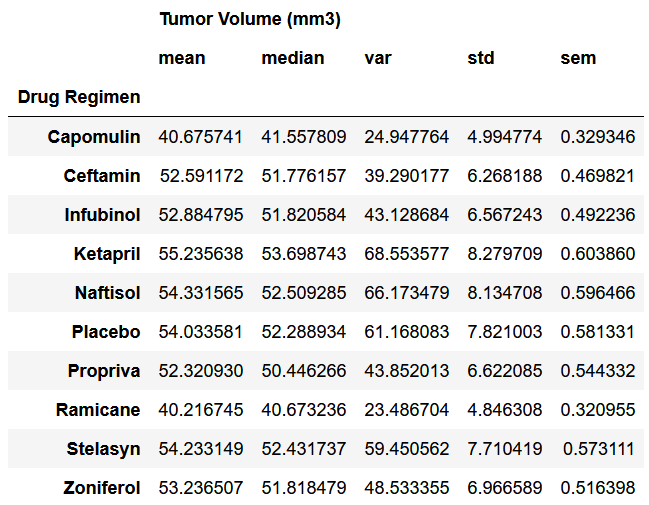 Tumor Volume (mm3)
mean median var std sem
Drug Regimen
Capomulin 40.675741 41.557809 24.947764 4.994774 0.329346
Ceftamin 52.591172 51.776157 39.290177 6.268188 0.469821
Infubinol 52.884795 51.820584 43.128684 6.567243 0.492236
Ketapril 55.235638 53.698743 68.553577 8.279709 0.603860
Naftisol 54.331565 52.509285 66.173479 8.134708 0.596466
Placebo 54.033581 52.288934 61.168083 7.821003 0.581331
Propriva 52.320930 50.446266 43.852013 6.622085 0.544332
Ramicane 40.216745 40.673236 23.486704 4.846308 0.320955
Stelasyn 54.233149 52.431737 59.450562 7.710419 0.573111
Zoniferol 53.236507 51.818479 48.533355 6.966589 0.516398